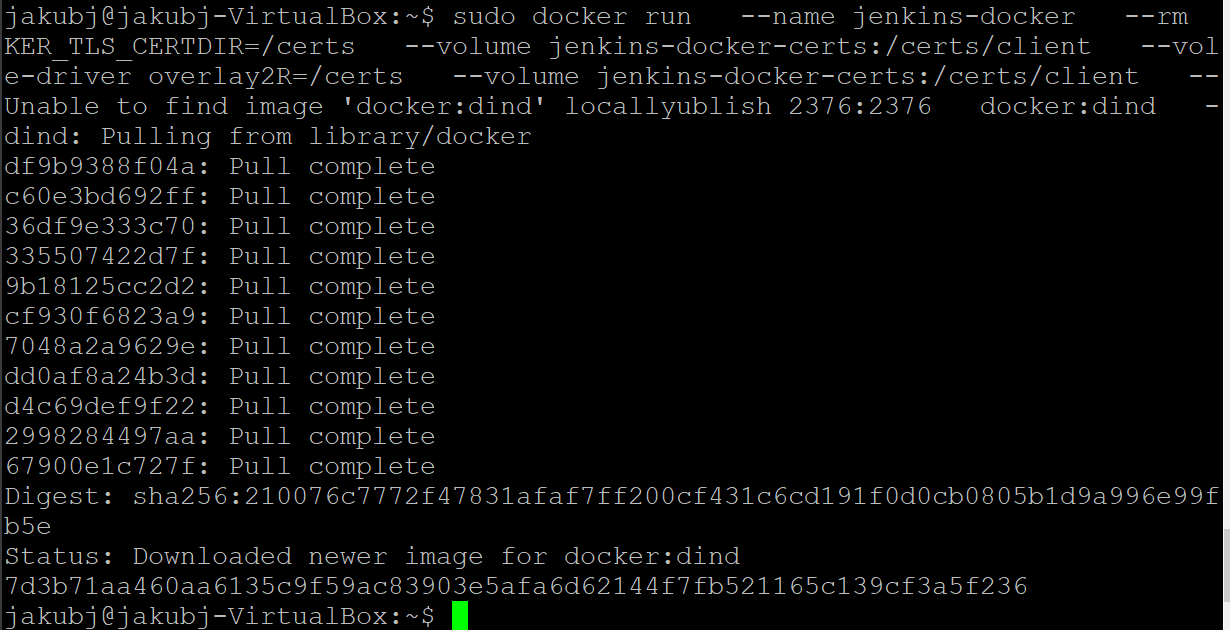 jakubj@jakubj-VirtualBox:~$ sudo docker run   --name jenkins-docker   --rm
KER_TLS_CERTDIR=/certs   --volume jenkins-docker-certs:/certs/client   --vol
e-driver overlay2R=/certs   --volume jenkins-docker-certs:/certs/client   --
Unable to find image 'docker:dind' locallyublish 2376:2376   docker:dind   -
dind: Pulling from library/docker
df9b9388f04a: Pull complete
c60e3bd692ff: Pull complete
36df9e333c70: Pull complete
335507422d7f: Pull complete
9b18125cc2d2: Pull complete
cf930f6823a9: Pull complete
7048a2a9629e: Pull complete
dd0af8a24b3d: Pull complete
d4c69def9f22: Pull complete
2998284497aa: Pull complete
67900e1c727f: Pull complete
Digest: sha256:210076c7772f47831afaf7ff200cf431c6cd191f0d0cb0805b1d9a996e99f
b5e
Status: Downloaded newer image for docker:dind
7d3b71aa460aa6135c9f59ac83903e5afa6d62144f7fb521165c139cf3a5f236
jakubj@jakubj-VirtualBox:~$